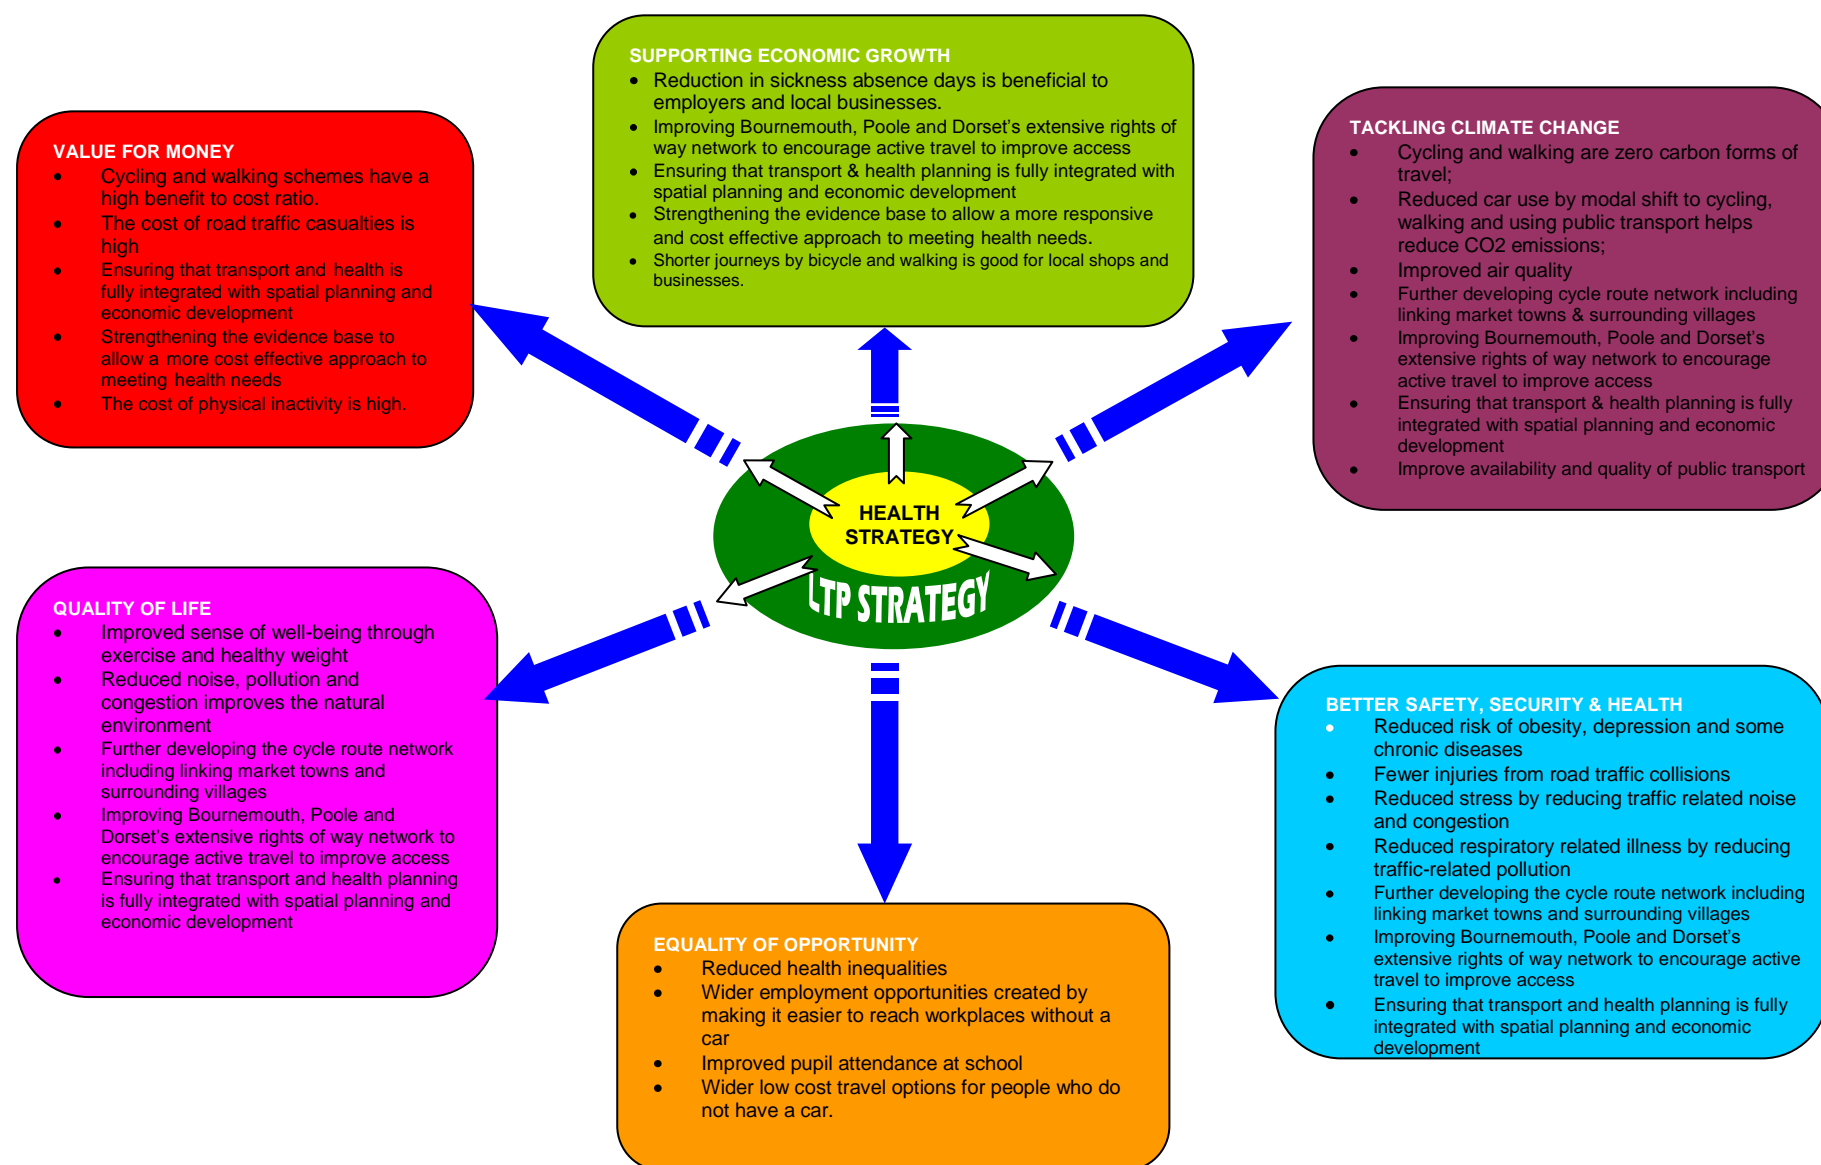 SUPPORTING ECONOMIC GROWTH
• Reduction in sickness absence days is beneficial to
employers and local businesses.
• Improving Bournemouth, Poole and Dorset’s extensive rights of
way network to encourage active travel to improve access
• Ensuring that transport & health planning is fully integrated with
spatial planning and economic development
• Strengthening the evidence base to allow a more responsive
and cost effective approach to meeting health needs.
• Shorter journeys by bicycle and walking is good for local shops and
businesses.
VALUE FOR MONEY
• Cycling and walking schemes have a
high benefit to cost ratio.
• The cost of road traffic casualties is
high
• Ensuring that transport and health is
fully integrated with spatial planning and
economic development
• Strengthening the evidence base to
allow a more cost effective approach to
meeting health needs
• The cost of physical inactivity is high.
TACKLING CLIMATE CHANGE
• Cycling and walking are zero carbon forms of
travel;
• Reduced car use by modal shift to cycling,
walking and using public transport helps
reduce CO2 emissions;
• Improved air quality
• Further developing cycle route network including
linking market towns & surrounding villages
• Improving Bournemouth, Poole and Dorset’s
extensive rights of way network to encourage
active travel to improve access
• Ensuring that transport & health planning is fully
integrated with spatial planning and economic
development
• Improve availability and quality of public transport
HEALTH
STRATEGY
LTP STRATEGY
QUALITY OF LIFE
• Improved sense of well-being through
exercise and healthy weight
• Reduced noise, pollution and
congestion improves the natural
environment
• Further developing the cycle route network
including linking market towns and
surrounding villages
• Improving Bournemouth, Poole and
Dorset’s extensive rights of way network to
encourage active travel to improve access
• Ensuring that transport and health planning
is fully integrated with spatial planning and
economic development
BETTER SAFETY, SECURITY & HEALTH
• Reduced risk of obesity, depression and some
chronic diseases
• Fewer injuries from road traffic collisions
• Reduced stress by reducing traffic related noise
and congestion
• Reduced respiratory related illness by reducing
traffic-related pollution
• Further developing the cycle route network including
linking market towns and surrounding villages
• Improving Bournemouth, Poole and Dorset’s
extensive rights of way network to encourage active
travel to improve access
• Ensuring that transport and health planning is fully
integrated with spatial planning and economic
development
EQUALITY OF OPPORTUNITY
• Reduced health inequalities
• Wider employment opportunities created by
making it easier to reach workplaces without a
car
• Improved pupil attendance at school
• Wider low cost travel options for people who do
not have a car.